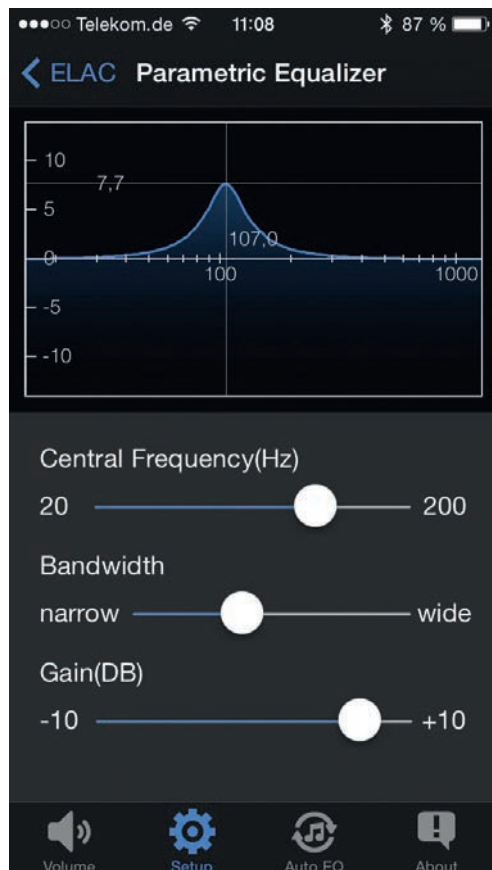 Telekom.de 11:08 87 %
ELAC Parametric Equalizer
10
7,7
5
107,0
0
100 1000
-5
-10
Central Frequency(Hz)
20 200
Bandwidth
narrow wide
Gain(DB)
-10 +10
Volume Setup Auto EQ About